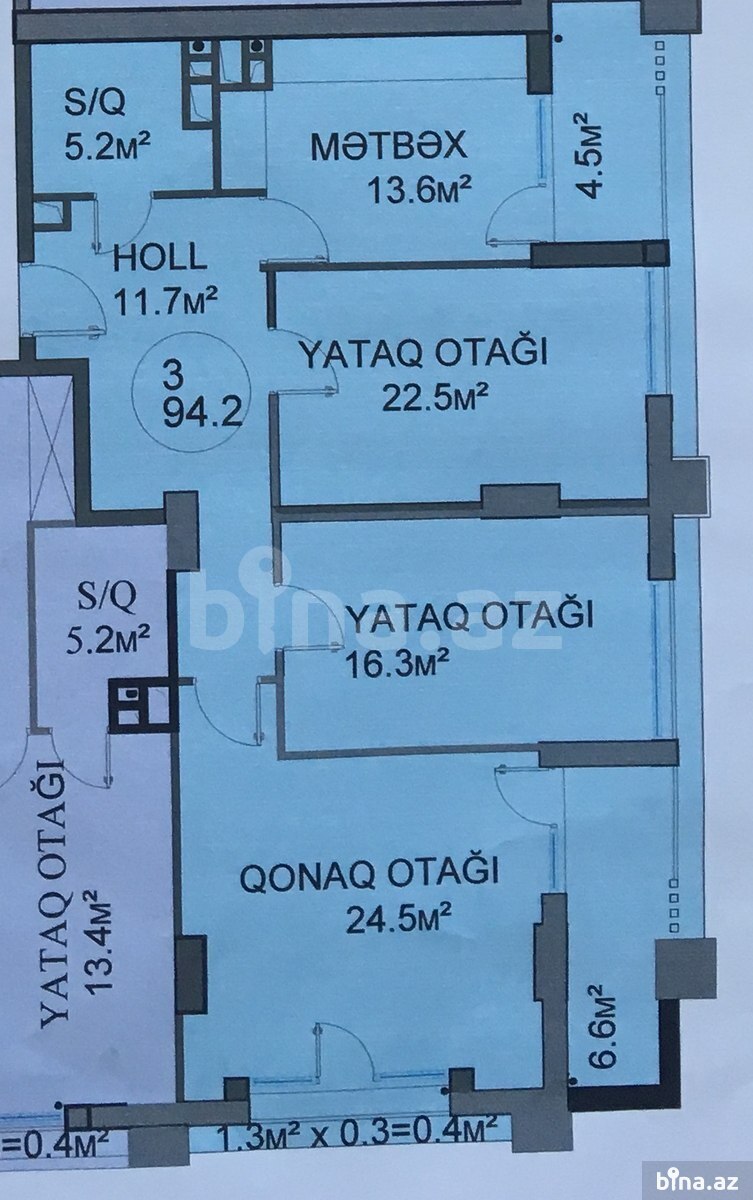 S/Q
5.2м²
MƏTBƏX
13.6м²
4.5м²
HOLL
11.7м²
3
94.2
YATAQ OTAĞI
22.5м²
S/Q
5.2м²
bina.az
YATAQ OTAĞI
16.3м²
YATAQ OTAĞI
13.4м²
QONAQ OTAĞI
24.5м²
6.6м²
=0.4м²
1.3м² x 0.3=0.4м²
bina.az